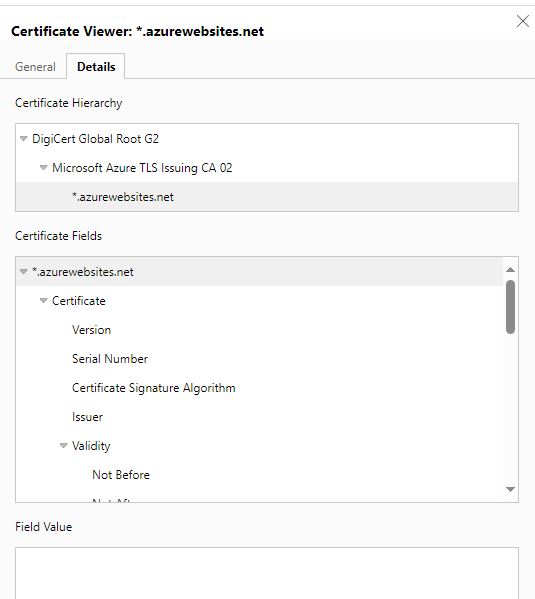 Certificate Viewer: *.azurewebsites.net
General Details
Certificate Hierarchy
DigiCert Global Root G2
Microsoft Azure TLS Issuing CA 02
*.azurewebsites.net
Certificate Fields
*.azurewebsites.net
Certificate
Version
Serial Number
Certificate Signature Algorithm
Issuer
Validity
Not Before
Field Value